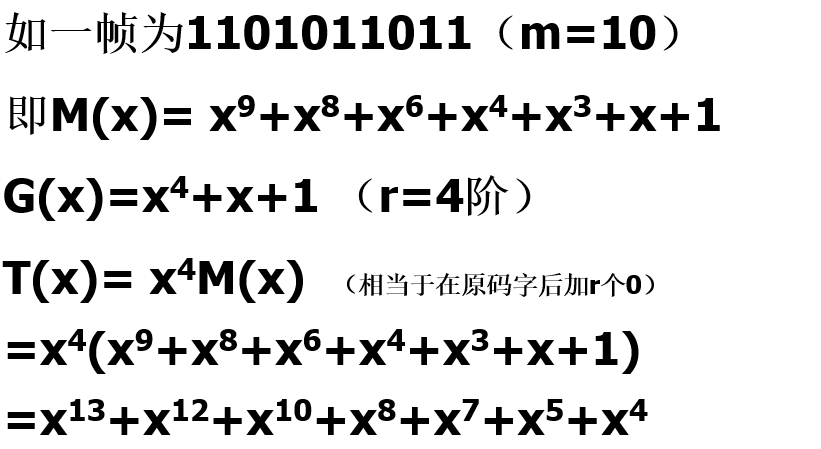 如一帧为1101011011（m=10）
即M(x)= x⁹+x⁸+x⁶+x⁴+x³+x+1
G(x)=x⁴+x+1 （r=4阶）
T(x)= x⁴M(x) （相当于在原码字后加r个0）
=x⁴(x⁹+x⁸+x⁶+x⁴+x³+x+1)
=x¹³+x¹²+x¹⁰+x⁸+x⁷+x⁵+x⁴